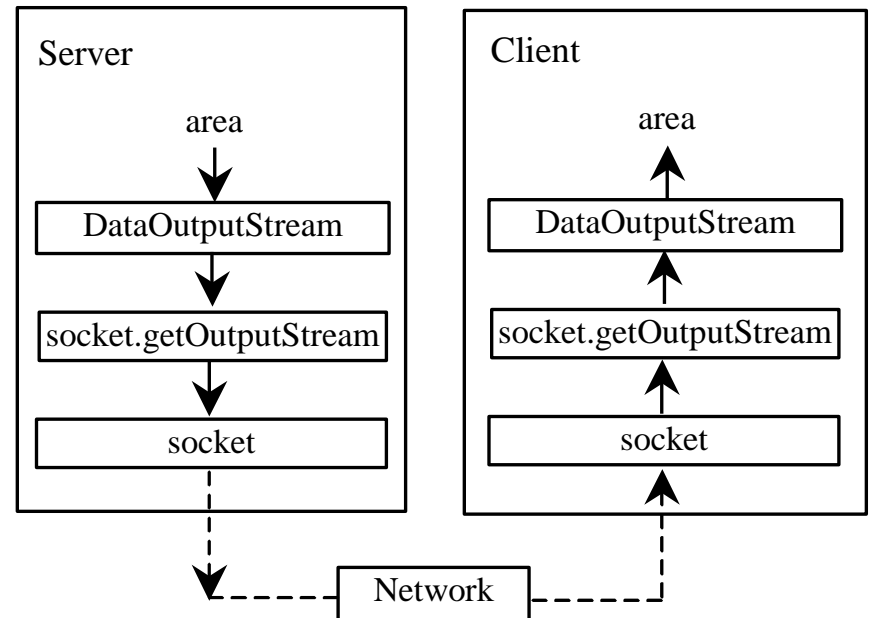 Server
area
DataOutputStream
socket.getOutputStream
socket
Client
area
DataOutputStream
socket.getOutputStream
socket
Network